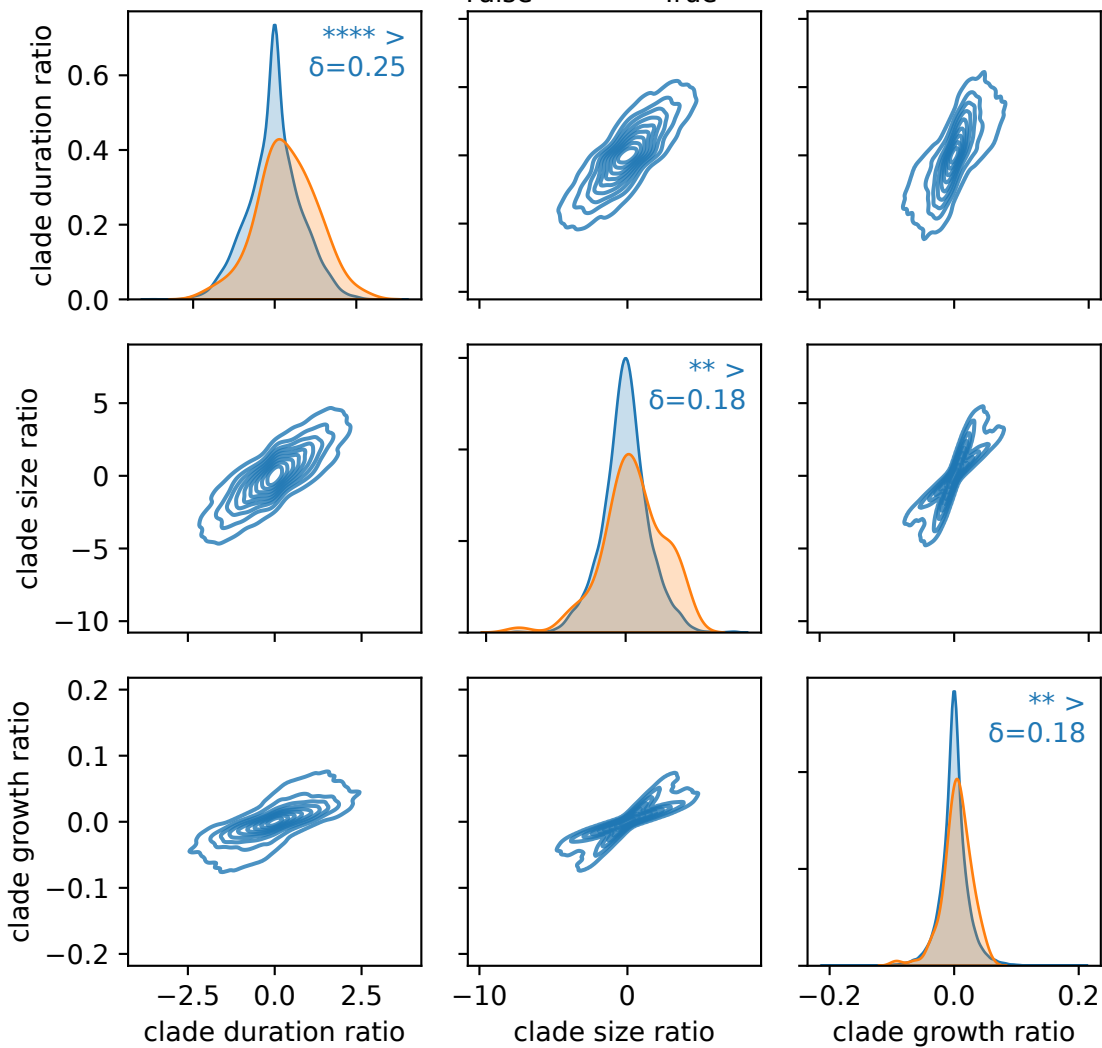 clade duration ratio
0.6
0.4
0.2
0.0
**** >
δ=0.25
clade size ratio
5
0
−5
−10
** >
δ=0.18
clade growth ratio
0.2
0.1
0.0
−0.1
−0.2
** >
δ=0.18
−2.5 0.0 2.5
−10 0
−0.2 0.0 0.2
clade duration ratio
clade size ratio
clade growth ratio